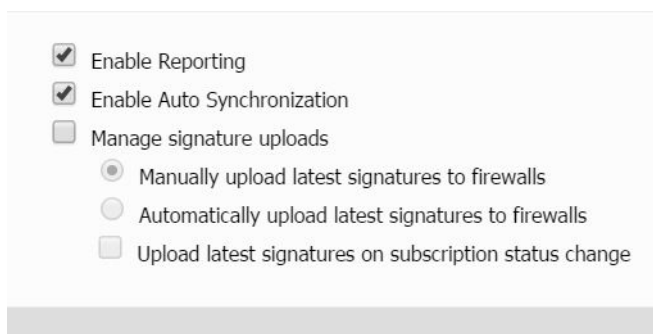 Enable Reporting
Enable Auto Synchronization
Manage signature uploads
Manually upload latest signatures to firewalls
Automatically upload latest signatures to firewalls
Upload latest signatures on subscription status change